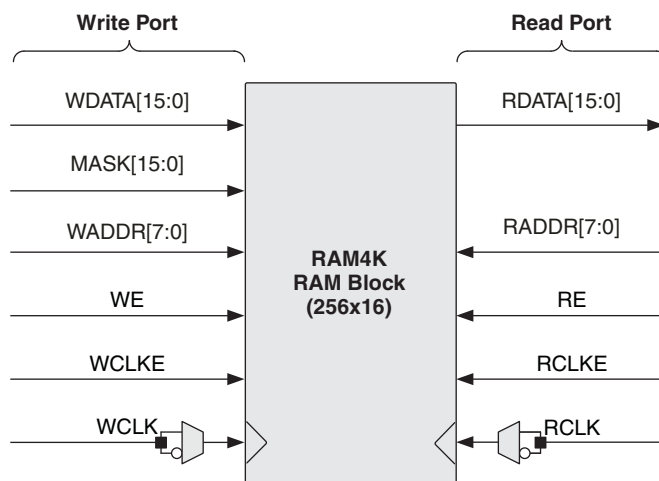 Write Port
Read Port
WDATA[15:0]
RDATA[15:0]
MASK[15:0]
WADDR[7:0]
RADDR[7:0]
RAM4K
RAM Block
(256x16)
WE
RE
WCLKE
RCLKE
WCLK
RCLK